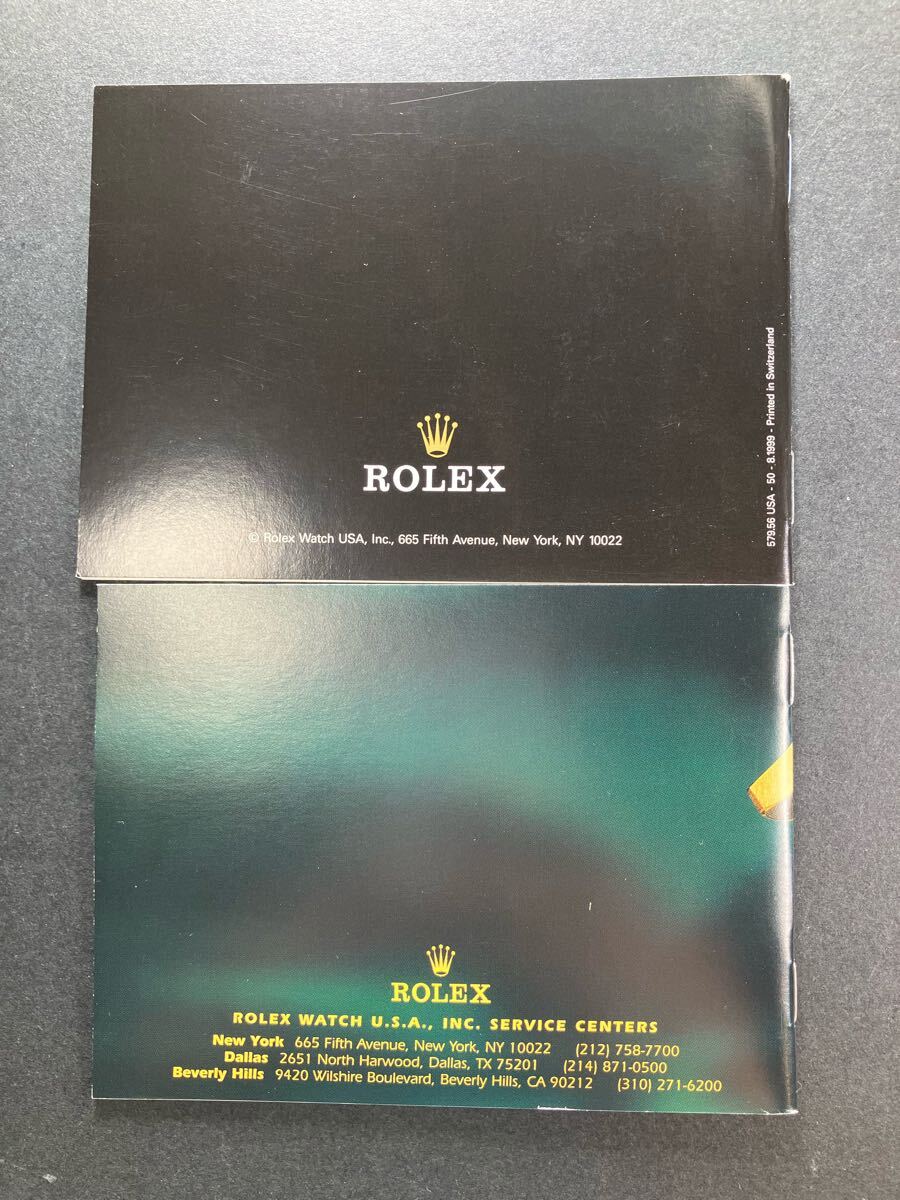 ROLEX
© Rolex Watch USA, Inc., 665 Fifth Avenue, New York, NY 10022
579.56 USA - 50 - 8.1999 - Printed in Switzerland
ROLEX
ROLEX WATCH U.S.A., INC. SERVICE CENTERS
New York 665 Fifth Avenue, New York, NY 10022 (212) 758-7700
Dallas 2651 North Harwood, Dallas, TX 75201 (214) 871-0500
Beverly Hills 9420 Wilshire Boulevard, Beverly Hills, CA 90212 (310) 271-6200